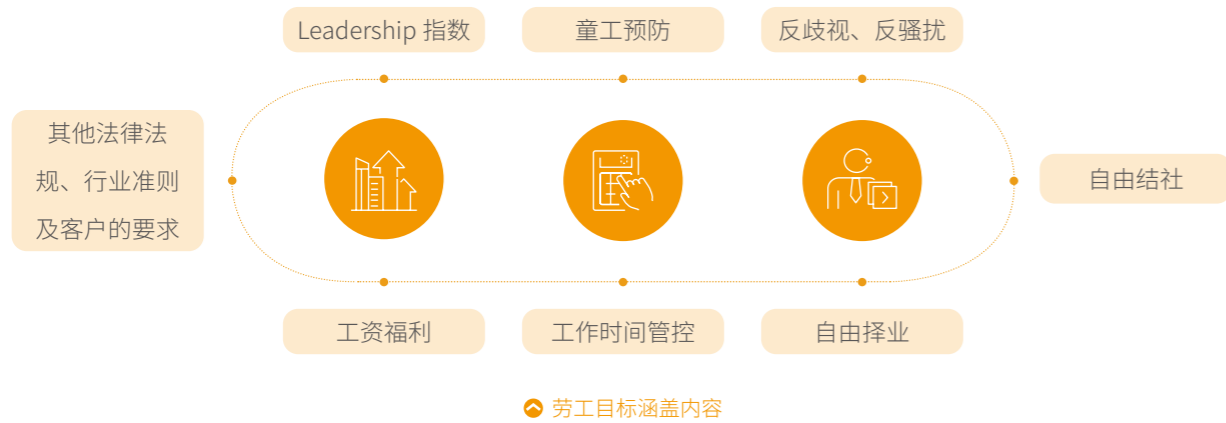 Leadership 指数
童工预防
反歧视、反骚扰
其他法律法
规、行业准则
及客户的要求
自由结社
工资福利
工作时间管控
自由择业
劳工目标涵盖内容